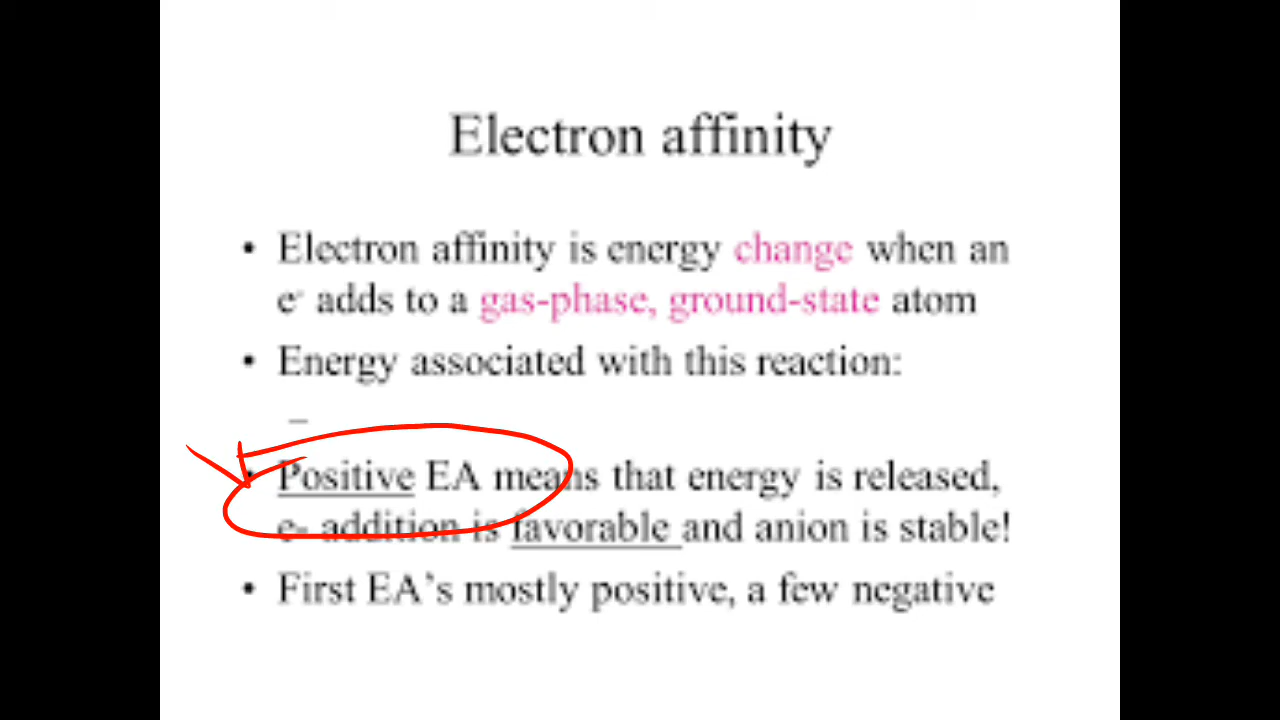 Electron affinity
• Electron affinity is energy change when an
e- adds to a gas-phase, ground-state atom
• Energy associated with this reaction:
–
• Positive EA means that energy is released,
e- addition is favorable and anion is stable!
• First EA's mostly positive, a few negative